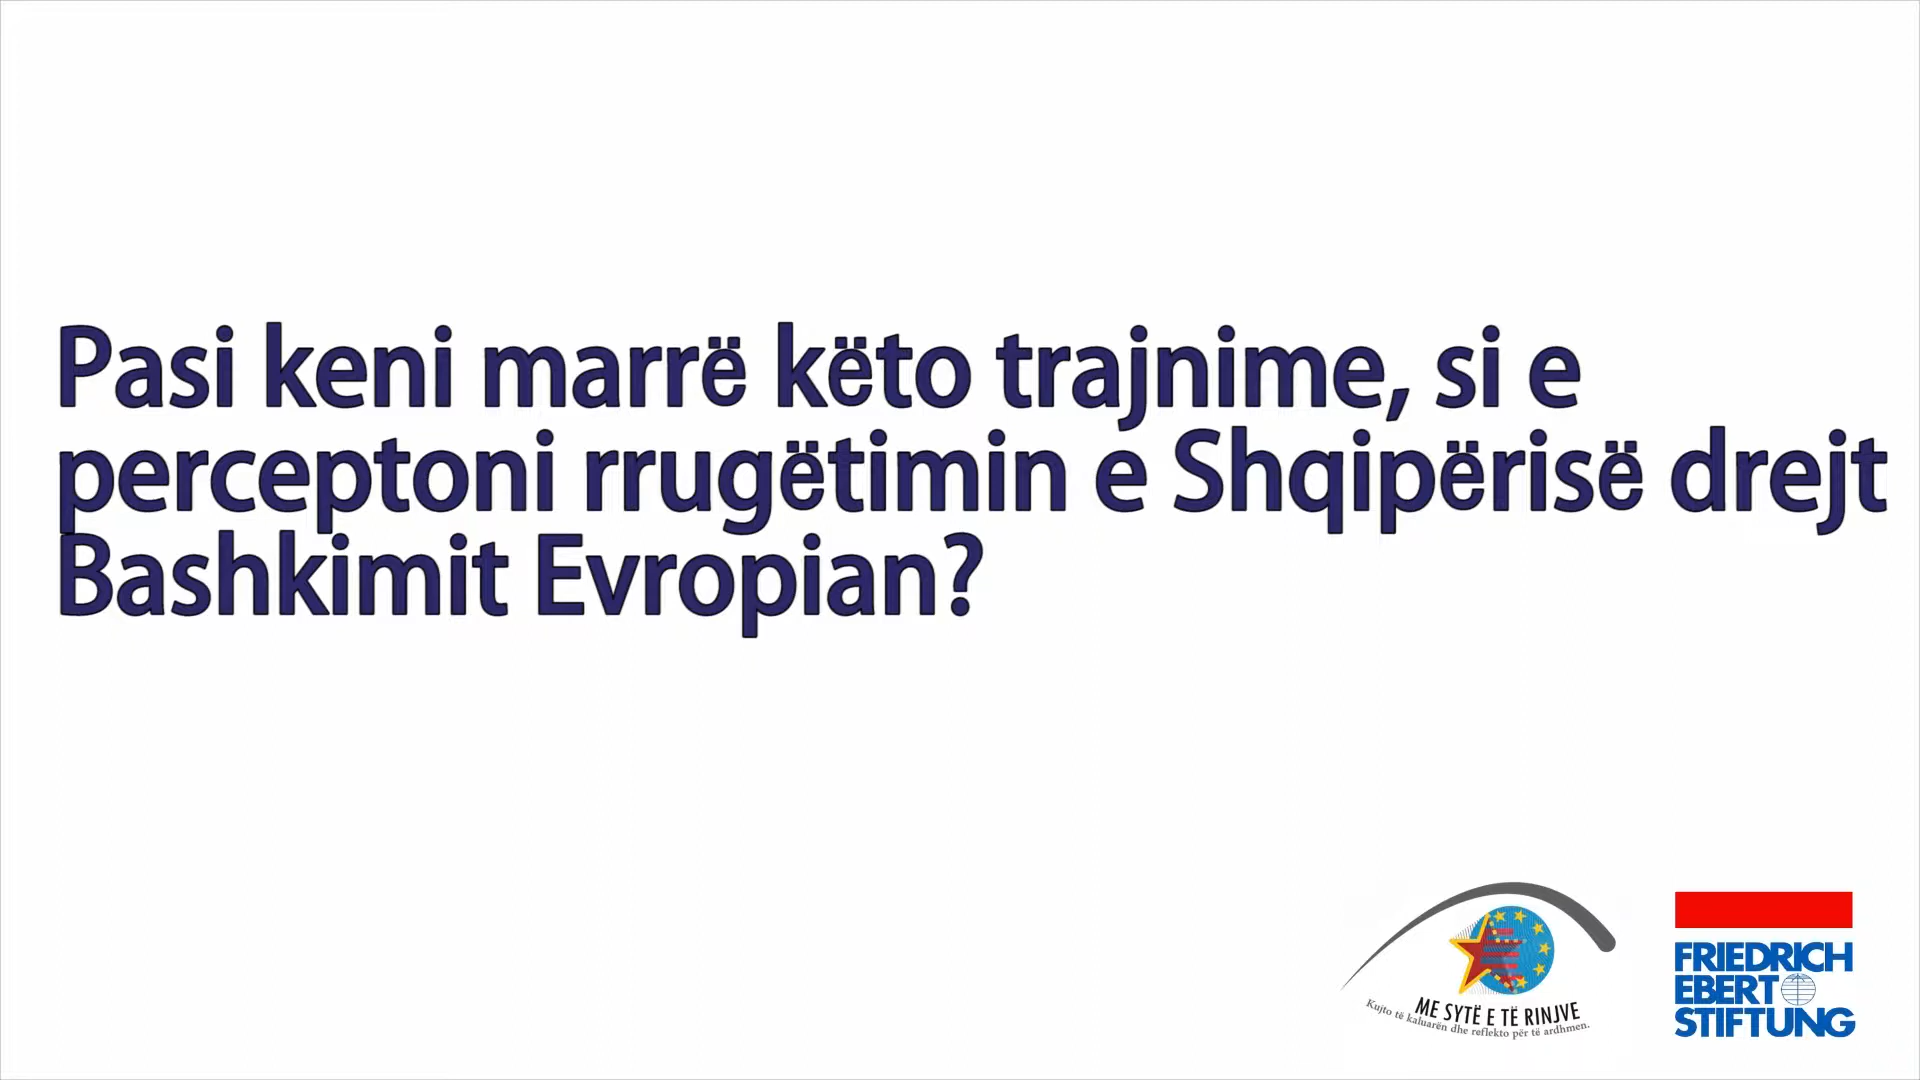 Pasi keni marrë këto trajnime, si e
perceptoni rrugëtimin e Shqipërisë drejt
Bashkimit Evropian?
ME SYTË E TË RINJVE
Kujto të kaluarën dhe reflekto për të ardhmen.
FRIEDRICH
EBERT
STIFTUNG